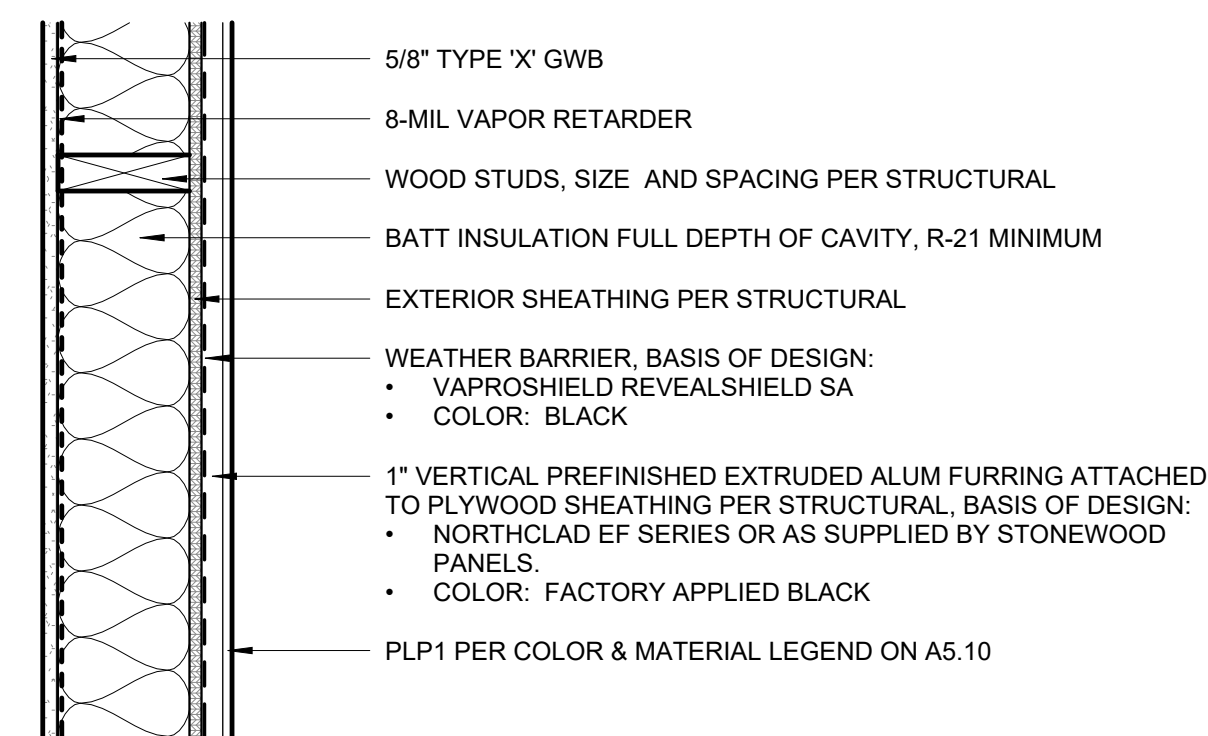 5/8" TYPE 'X' GWB
8-MIL VAPOR RETARDER
WOOD STUDS, SIZE AND SPACING PER STRUCTURAL
BATT INSULATION FULL DEPTH OF CAVITY, R-21 MINIMUM
EXTERIOR SHEATHING PER STRUCTURAL
WEATHER BARRIER, BASIS OF DESIGN:
• VAPROSHIELD REVEALSHIELD SA
• COLOR: BLACK
1" VERTICAL PREFINISHED EXTRUDED ALUM FURRING ATTACHED
TO PLYWOOD SHEATHING PER STRUCTURAL, BASIS OF DESIGN:
• NORTHCLAD EF SERIES OR AS SUPPLIED BY STONEWOOD
PANELS.
• COLOR: FACTORY APPLIED BLACK
PLP1 PER COLOR & MATERIAL LEGEND ON A5.10